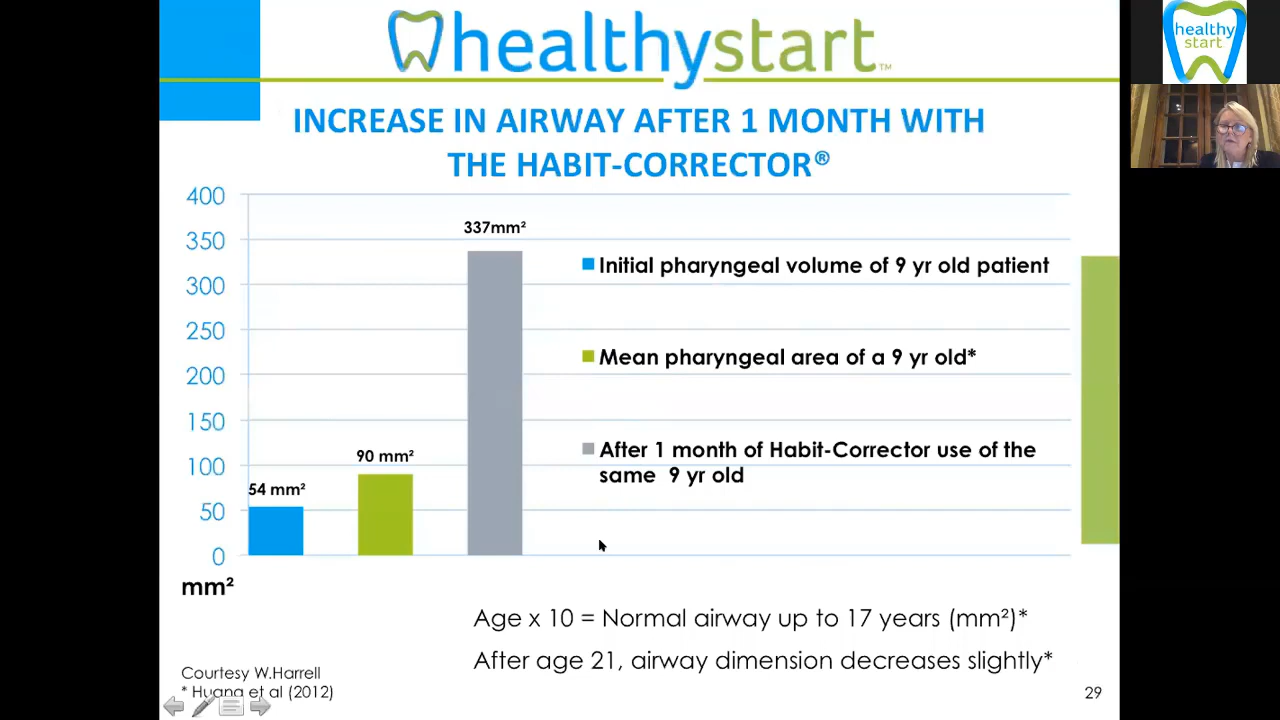 healthystart™
healthy
start
INCREASE IN AIRWAY AFTER 1 MONTH WITH
THE HABIT-CORRECTOR®
400
350
300
250
200
150
100
50
0
mm²
54 mm²
90 mm²
337mm²
Initial pharyngeal volume of 9 yr old patient
Mean pharyngeal area of a 9 yr old*
After 1 month of Habit-Corrector use of the
same 9 yr old
Age x 10 = Normal airway up to 17 years (mm²)*
After age 21, airway dimension decreases slightly*
Courtesy W.Harrell
* Huang et al (2012)
29